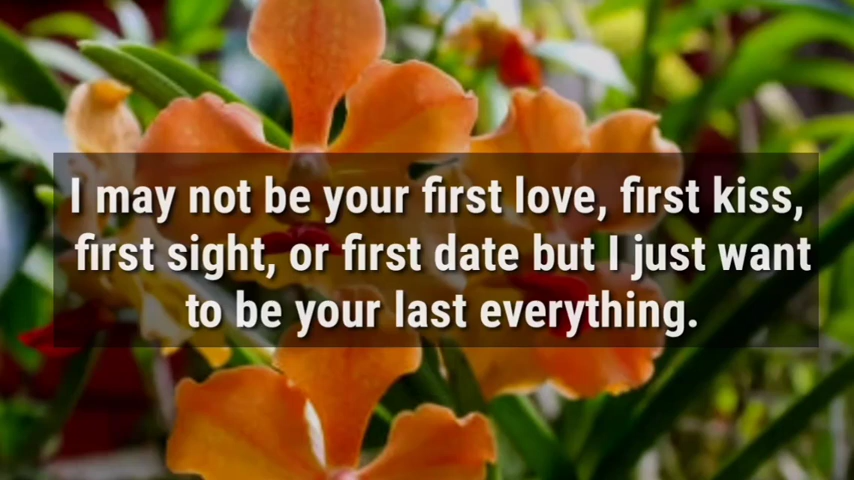 I may not be your first love, first kiss,
first sight, or first date but I just want
to be your last everything.